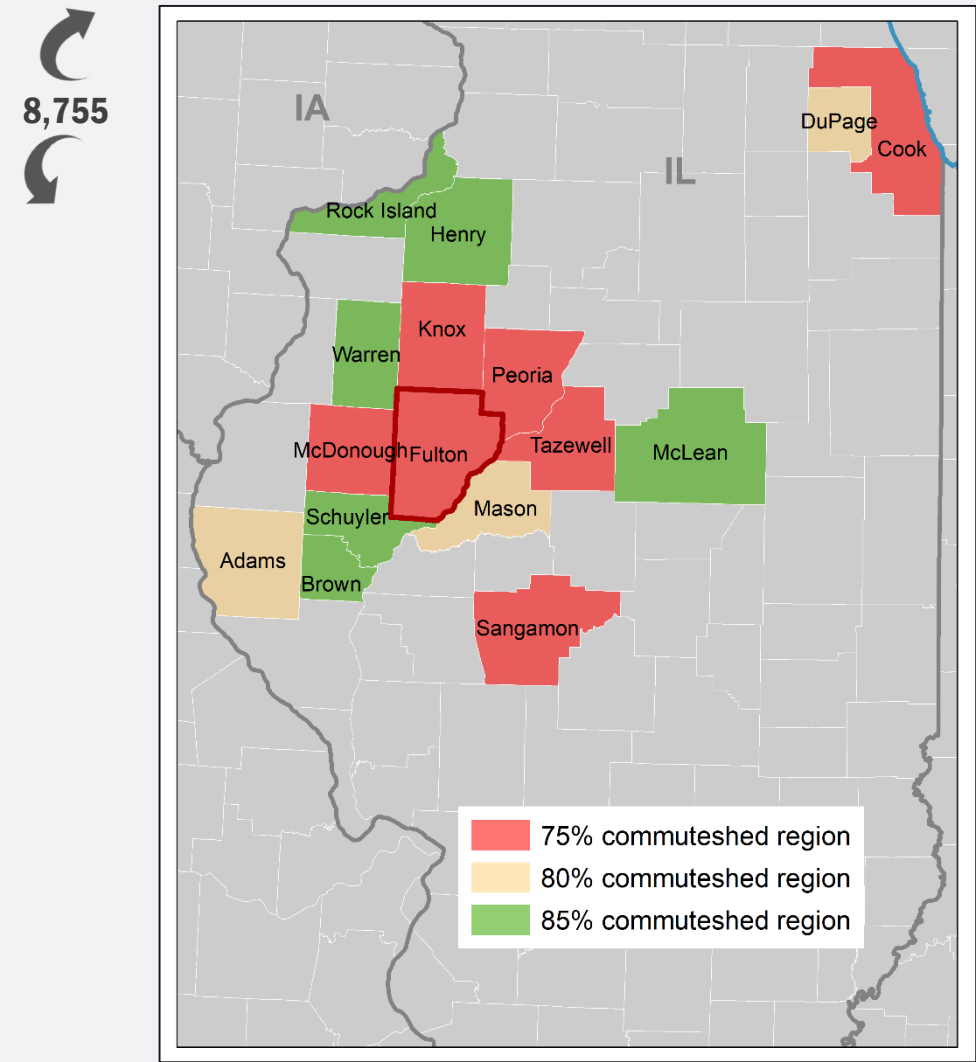 8,755
IA
IL
DuPage
Cook
Rock Island
Henry
Knox
Warren
Peoria
McDonough
Fulton
Tazewell
McLean
Mason
Schuyler
Adams
Brown
Sangamon
75% commuteshed region
80% commuteshed region
85% commuteshed region